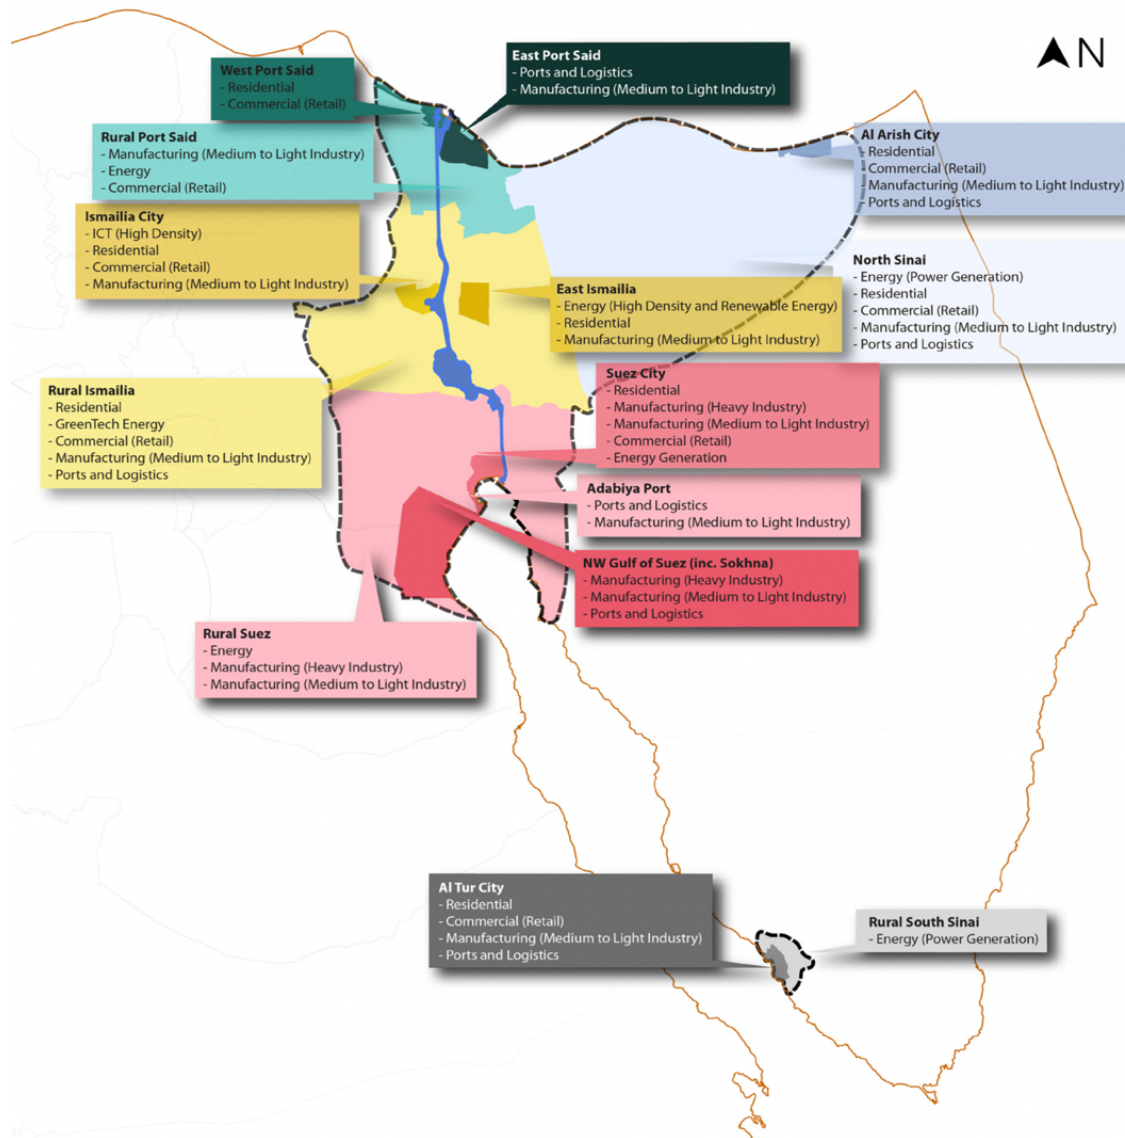 N
East Port Said
- Ports and Logistics
- Manufacturing (Medium to Light Industry)
West Port Said
- Residential
- Commercial (Retail)
Rural Port Said
- Manufacturing (Medium to Light Industry)
- Energy
- Commercial (Retail)
Al Arish City
Residential
Commercial (Retail)
Manufacturing (Medium to Light Industry)
Ports and Logistics
Ismailia City
- ICT (High Density)
- Residential
- Commercial (Retail)
- Manufacturing (Medium to Light Industry)
North Sinai
- Energy (Power Generation)
- Residential
- Commercial (Retail)
- Manufacturing (Medium to Light Industry)
- Ports and Logistics
East Ismailia
- Energy (High Density and Renewable Energy)
- Residential
- Manufacturing (Medium to Light Industry)
Suez City
- Residential
- Manufacturing (Heavy Industry)
- Manufacturing (Medium to Light Industry)
- Commercial (Retail)
- Energy Generation
Rural Ismailia
- Residential
- GreenTech Energy
- Commercial (Retail)
- Manufacturing (Medium to Light Industry)
- Ports and Logistics
Adabiya Port
- Ports and Logistics
- Manufacturing (Medium to Light Industry)
NW Gulf of Suez (inc. Sokhna)
- Manufacturing (Heavy Industry)
- Manufacturing (Medium to Light Industry)
- Ports and Logistics
Rural Suez
- Energy
- Manufacturing (Heavy Industry)
- Manufacturing (Medium to Light Industry)
Al Tur City
- Residential
- Commercial (Retail)
- Manufacturing (Medium to Light Industry)
- Ports and Logistics
Rural South Sinai
- Energy (Power Generation)